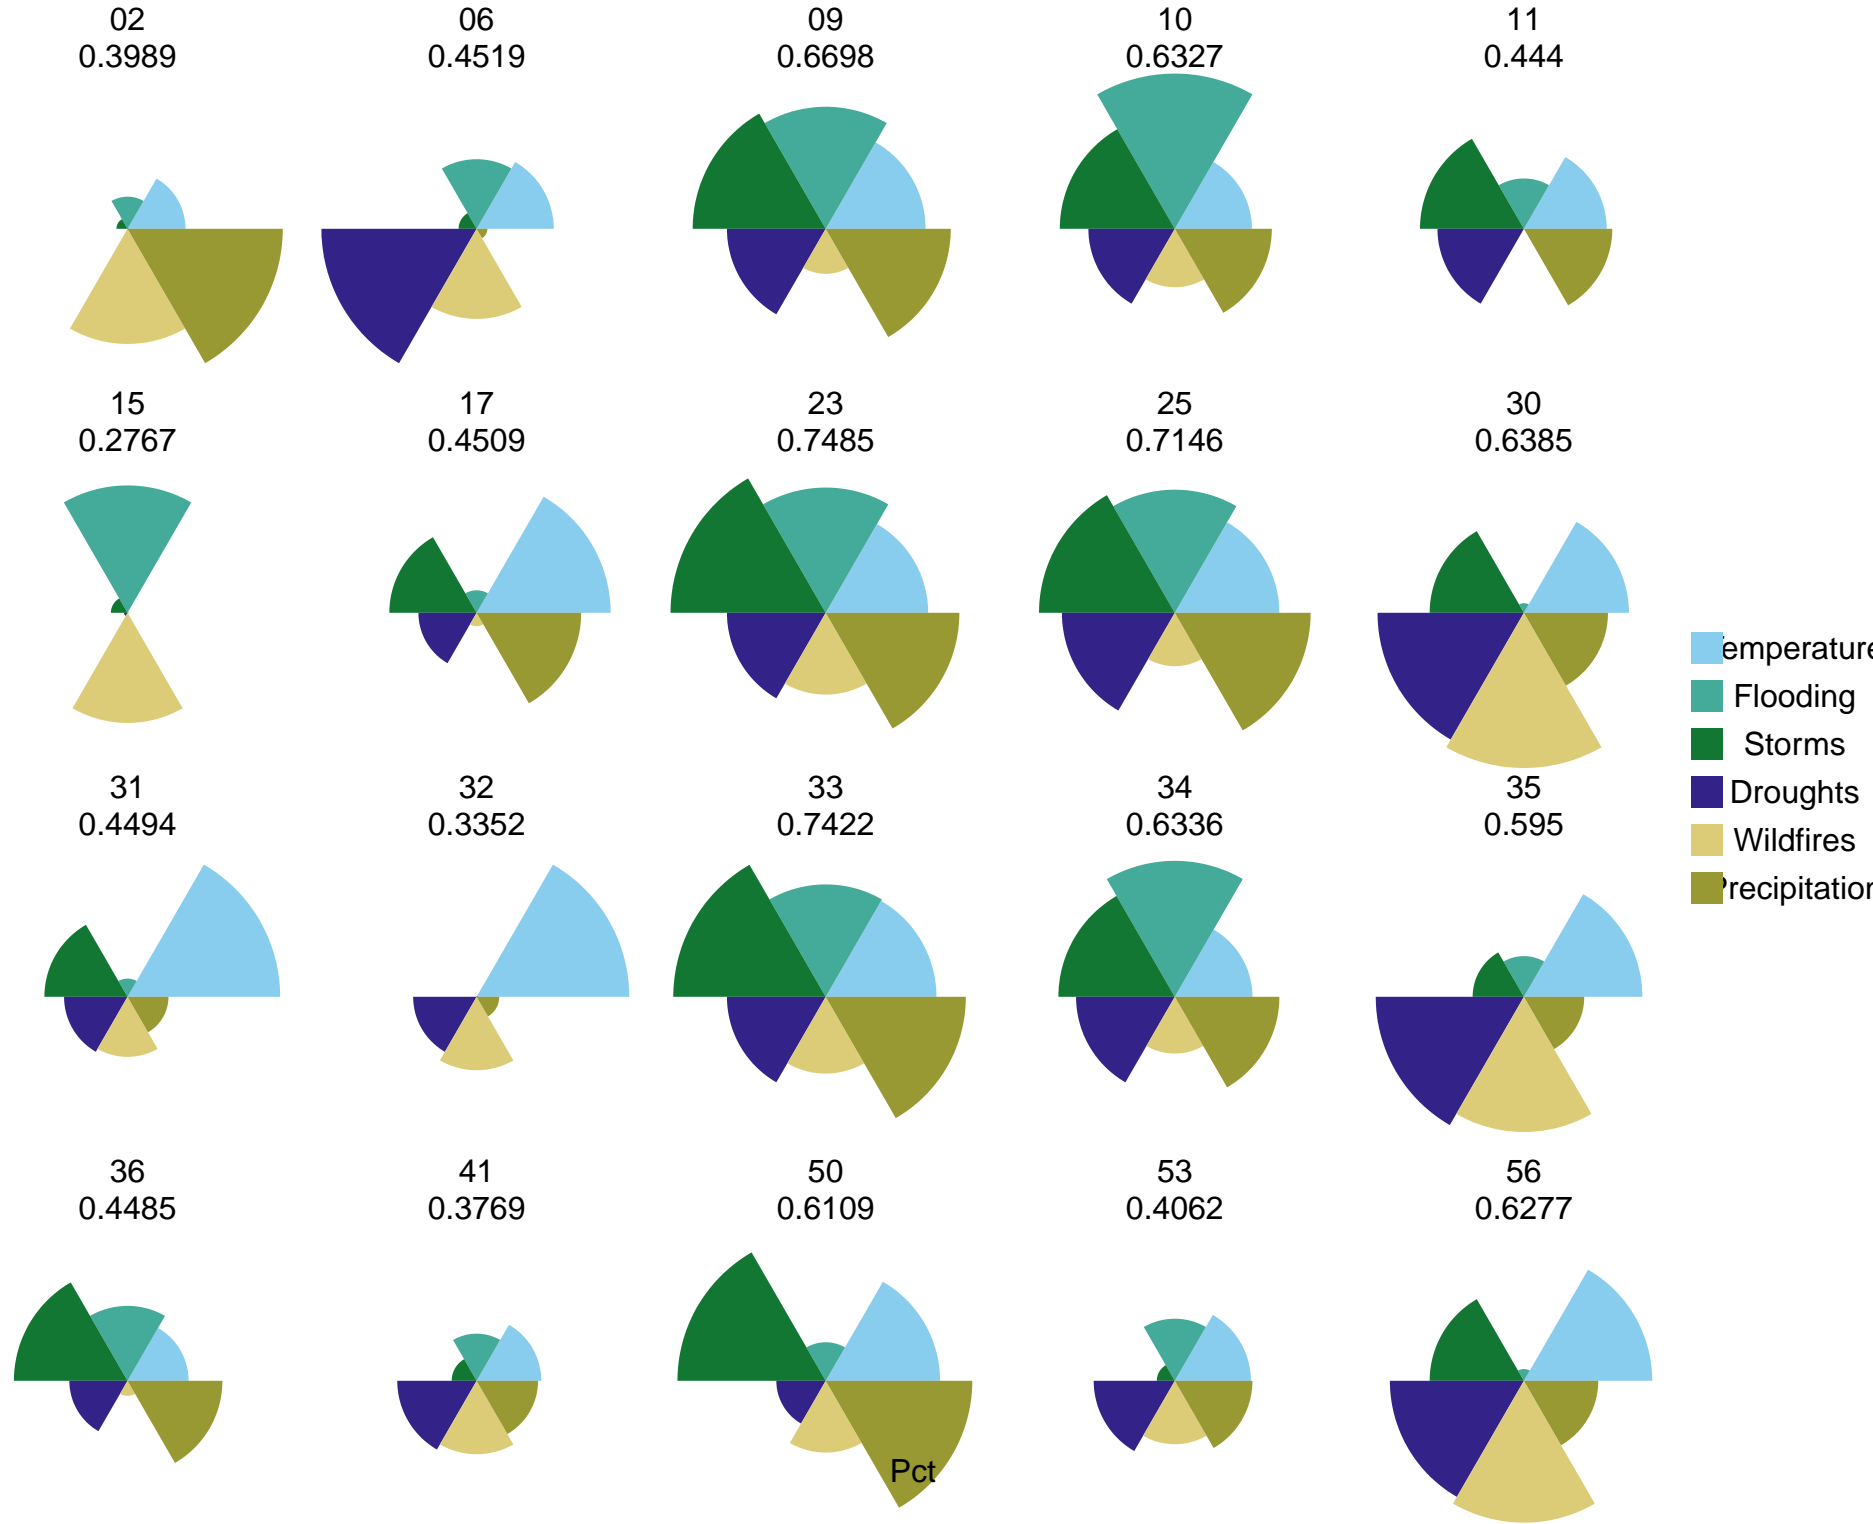 02 06 09 10 11
0.3989 0.4519 0.6698 0.6327 0.444
15 17 23 25 30
0.2767 0.4509 0.7485 0.7146 0.6385
31 32 33 34 35
0.4494 0.3352 0.7422 0.6336 0.595
36 41 50 53 56
0.4485 0.3769 0.6109 0.4062 0.6277
Temperature
Flooding
Storms
Droughts
Wildfires
Precipitation
Pct